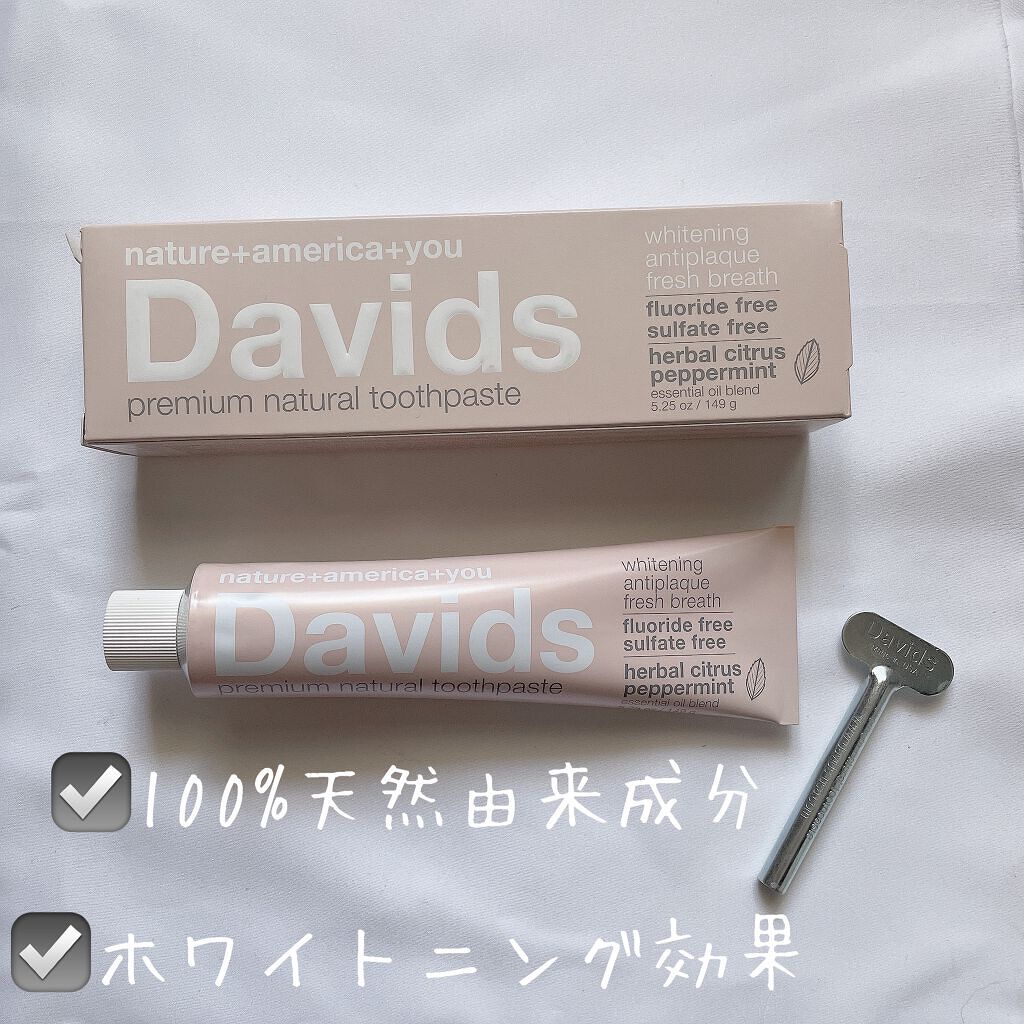 nature+america+you
Davids
premium natural toothpaste
whitening
antiplaque
fresh breath
fluoride free
sulfate free
herbal citrus
peppermint
essential oil blend
5.25 oz / 149 g
nature+america+you
Davids
premium natural toothpaste
whitening
antiplaque
fresh breath
fluoride free
sulfate free
herbal citrus
peppermint
essential oil blend
Davids
100%天然由来成分
ホワイトニング効果